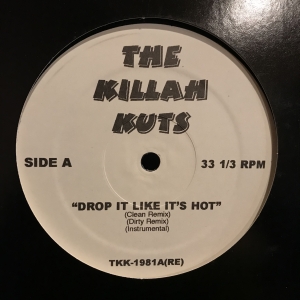 THE
KILLAH
KUTS
SIDE A
33 1/3 RPM
"DROP IT LIKE IT'S HOT"
(Clean Remix)
(Dirty Remix)
(Instrumental)
TKK-1981A(RE)